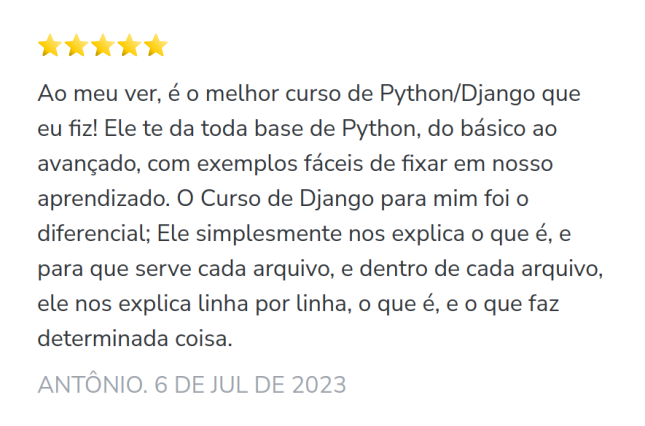 Ao meu ver, é o melhor curso de Python/Django que
eu fiz! Ele te da toda base de Python, do básico ao
avançado, com exemplos fáceis de fixar em nosso
aprendizado. O Curso de Django para mim foi o
diferencial; Ele simplesmente nos explica o que é, e
para que serve cada arquivo, e dentro de cada arquivo,
ele nos explica linha por linha, o que é, e o que faz
determinada coisa.
ANTÔNIO. 6 DE JUL DE 2023